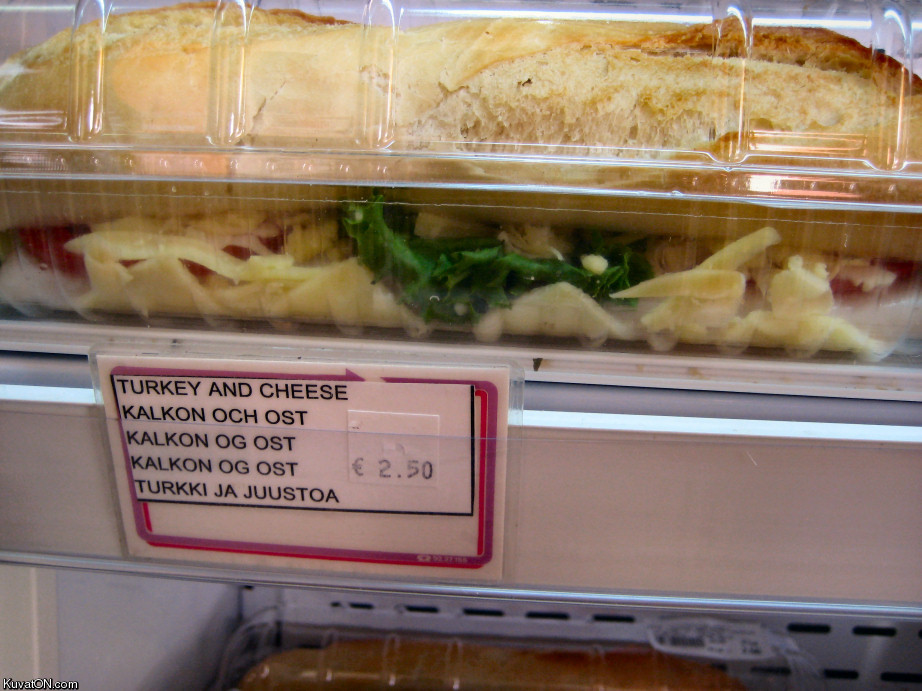 TURKEY AND CHEESE
KALKON OCH OST
KALKON OG OST
KALKON OG OST
TURKKI JA JUUSTOA
€ 2.50
KuvatON.com